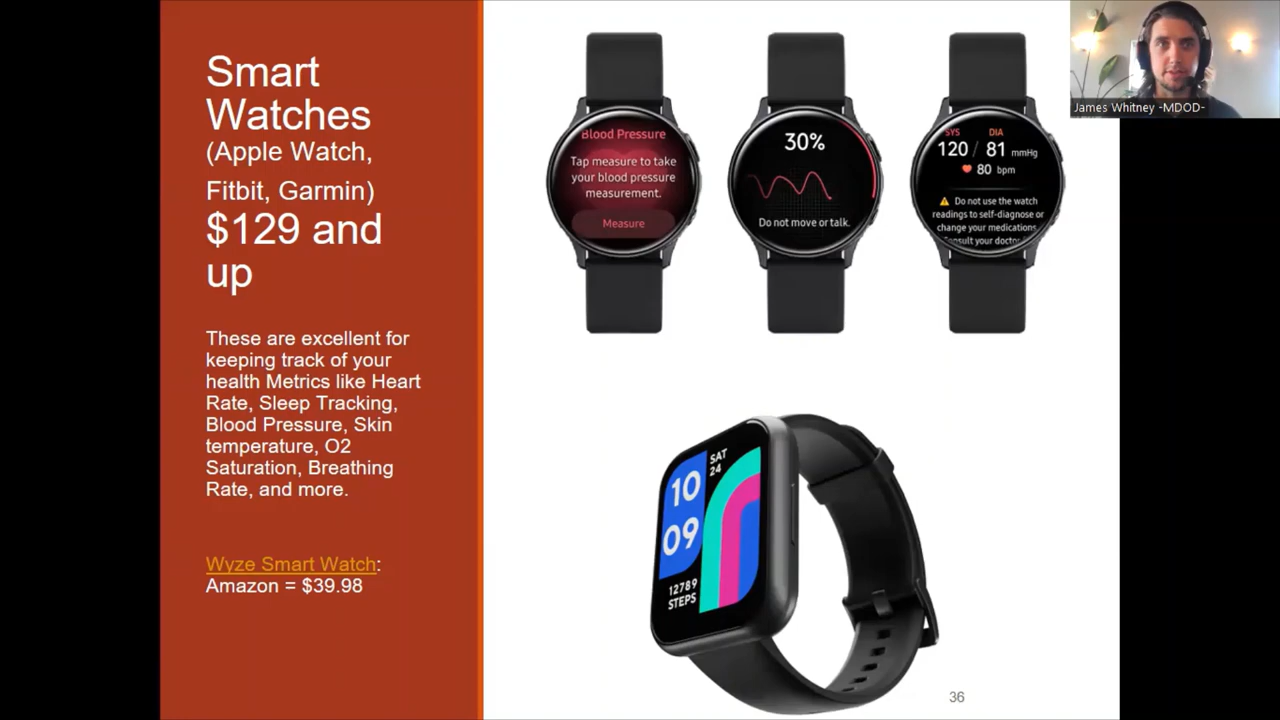 Smart
Watches
(Apple Watch,
Fitbit, Garmin)
$129 and
up
These are excellent for
keeping track of your
health Metrics like Heart
Rate, Sleep Tracking,
Blood Pressure, Skin
temperature, O2
Saturation, Breathing
Rate, and more.
Wyze Smart Watch:
Amazon = $39.98
Blood Pressure
Tap measure to take
your blood pressure
measurement.
Measure
30%
Do not move or talk.
SYS DIA
120 / 81 mmHg
80 bpm
Do not use the watch
readings to self-diagnose or
change your medications.
Consult your doctor
James Whitney -MDOD-
SAT
24
10
09
12789
STEPS
36